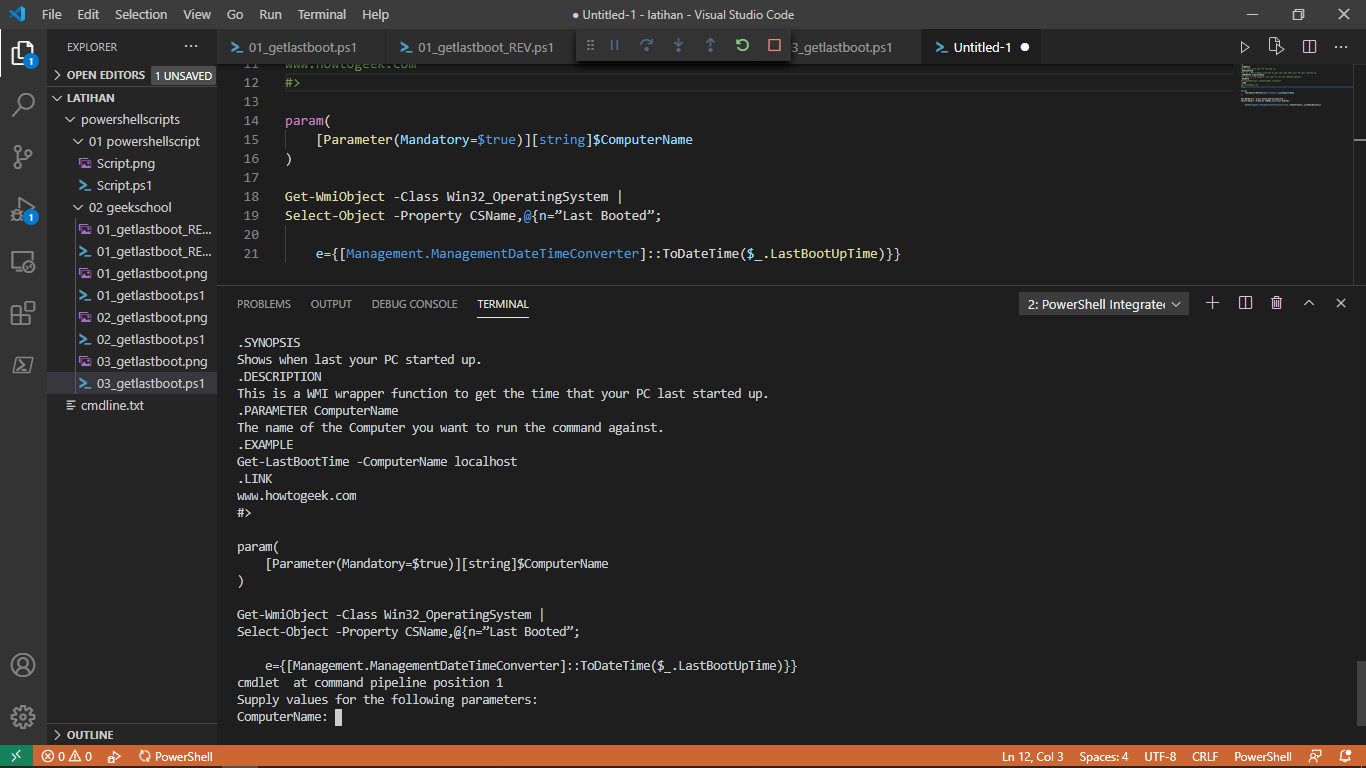 File Edit Selection View Go Run Terminal Help ● Untitled-1 - latihan - Visual Studio Code
EXPLORER ...
OPEN EDITORS 1 UNSAVED
LATIHAN
powershellscripts
01 powershellscript
Script.png
Script.ps1
02 geekschool
01_getlastboot_RE...
01_getlastboot_RE...
01_getlastboot.png
01_getlastboot.ps1
02_getlastboot.png
02_getlastboot.ps1
03_getlastboot.png
03_getlastboot.ps1
cmdline.txt
OUTLINE
1
1
01_getlastboot.ps1 01_getlastboot_REV.ps1 3_getlastboot.ps1 Untitled-1 ●
11 www.howtogeek.com
12 #>
13
14 param(
15     [Parameter(Mandatory=$true)][string]$ComputerName
16 )
17
18 Get-WmiObject -Class Win32_OperatingSystem |
19 Select-Object -Property CSName,@{n=”Last Booted”;
20
21     e={[Management.ManagementDateTimeConverter]::ToDateTime($_.LastBootUpTime)}}
PROBLEMS OUTPUT DEBUG CONSOLE TERMINAL 2: PowerShell Integrate
.SYNOPSIS
Shows when last your PC started up.
.DESCRIPTION
This is a WMI wrapper function to get the time that your PC last started up.
.PARAMETER ComputerName
The name of the Computer you want to run the command against.
.EXAMPLE
Get-LastBootTime -ComputerName localhost
.LINK
www.howtogeek.com
#>
param(
    [Parameter(Mandatory=$true)][string]$ComputerName
)
Get-WmiObject -Class Win32_OperatingSystem |
Select-Object -Property CSName,@{n=”Last Booted”;
    e={[Management.ManagementDateTimeConverter]::ToDateTime($_.LastBootUpTime)}}
cmdlet  at command pipeline position 1
Supply values for the following parameters:
ComputerName:
0 0 PowerShell Ln 12, Col 3 Spaces: 4 UTF-8 CRLF PowerShell